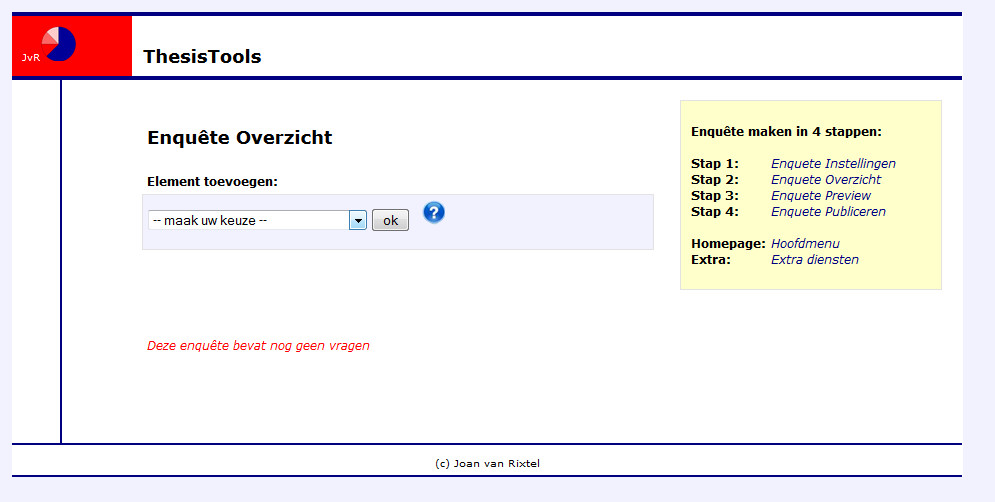 JvR
ThesisTools
Enquête Overzicht
Element toevoegen:
-- maak uw keuze --
ok
?
Deze enquête bevat nog geen vragen
Enquête maken in 4 stappen:
Stap 1: Enquete Instellingen
Stap 2: Enquete Overzicht
Stap 3: Enquete Preview
Stap 4: Enquete Publiceren
Homepage: Hoofdmenu
Extra: Extra diensten
(c) Joan van Rixtel